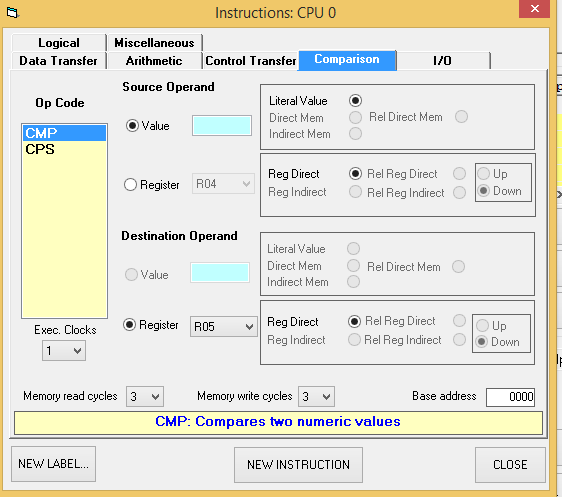 Instructions: CPU 0
Logical Miscellaneous
Data Transfer Arithmetic Control Transfer Comparison I/O
Op Code
CMP
CPS
Exec. Clocks
1
Source Operand
Value
Register R04
Literal Value
Direct Mem Rel Direct Mem
Indirect Mem
Reg Direct Rel Reg Direct Up
Reg Indirect Rel Reg Indirect Down
Destination Operand
Value
Register R05
Literal Value
Direct Mem Rel Direct Mem
Indirect Mem
Reg Direct Rel Reg Direct Up
Reg Indirect Rel Reg Indirect Down
Memory read cycles 3 Memory write cycles 3 Base address 0000
CMP: Compares two numeric values
NEW LABEL... NEW INSTRUCTION CLOSE